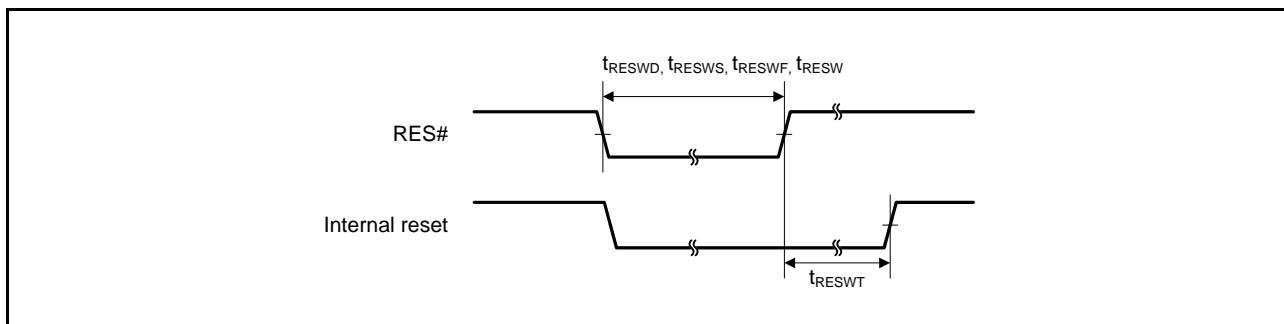 tRESWD, tRESWS, tRESWF, tRESW
RES#
Internal reset
tRESWT